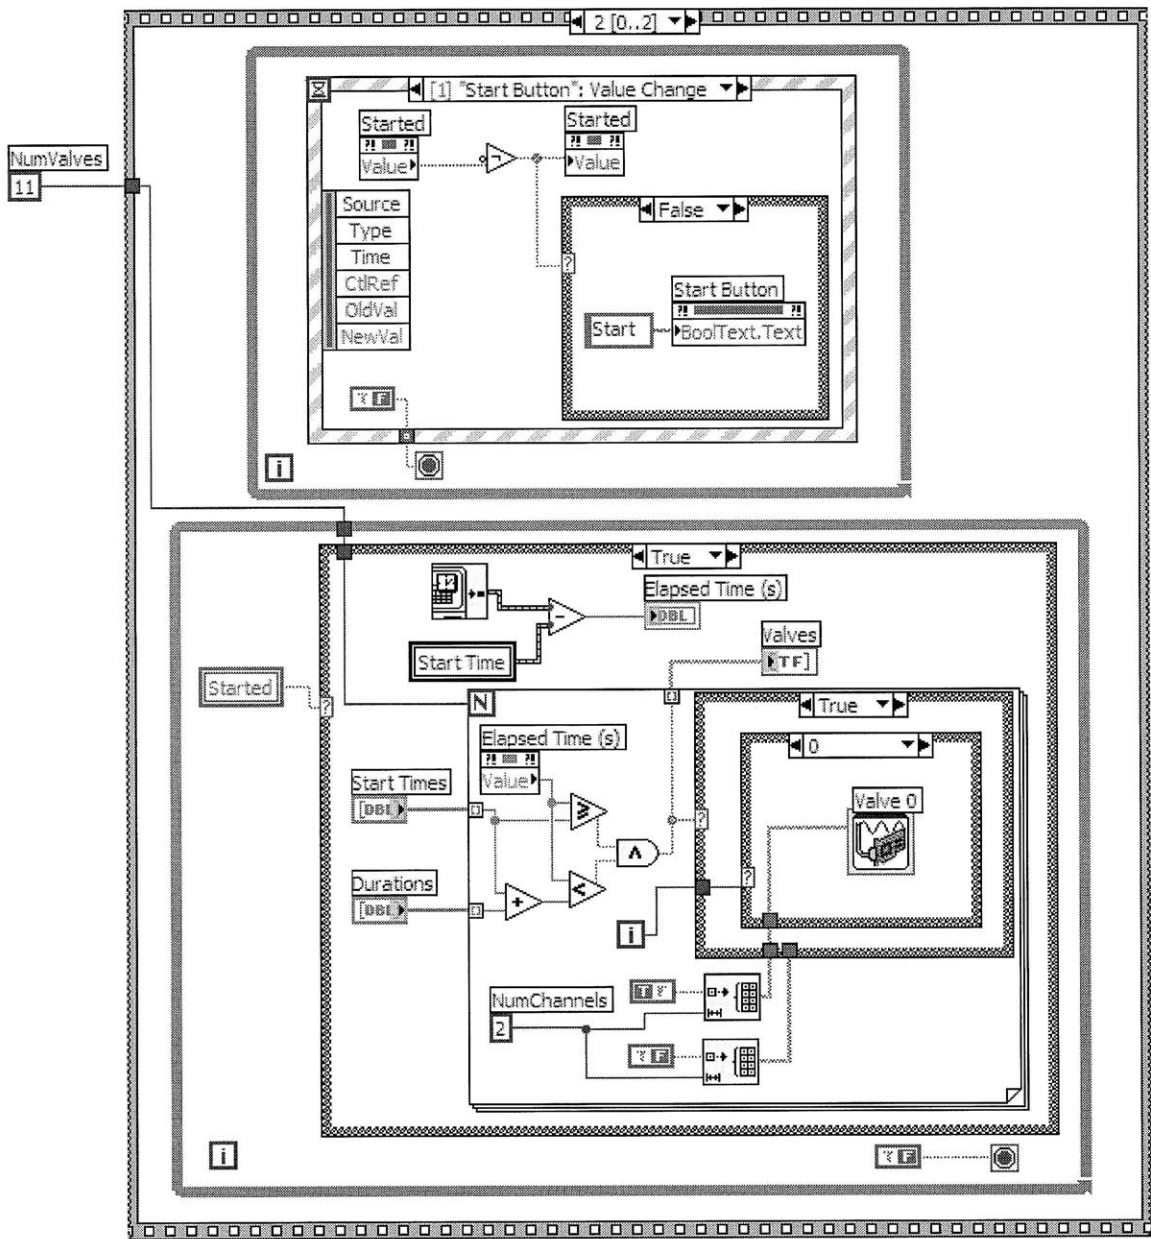 2 [0..2]
[1] "Start Button": Value Change
Started
Started
Value
Value
NumValves
11
Source
Type
Time
CtlRef
OldVal
NewVal
False
?
Start Button
Start
BoolText.Text
F
i
True
Elapsed Time (s)
DBL
Start Time
Valves
TF
Started
?
N
True
Elapsed Time (s)
0
Value
Start Times
[DBL]
Valve 0
?
?
Durations
[DBL]
i
NumChannels
T F
2
F
i
F